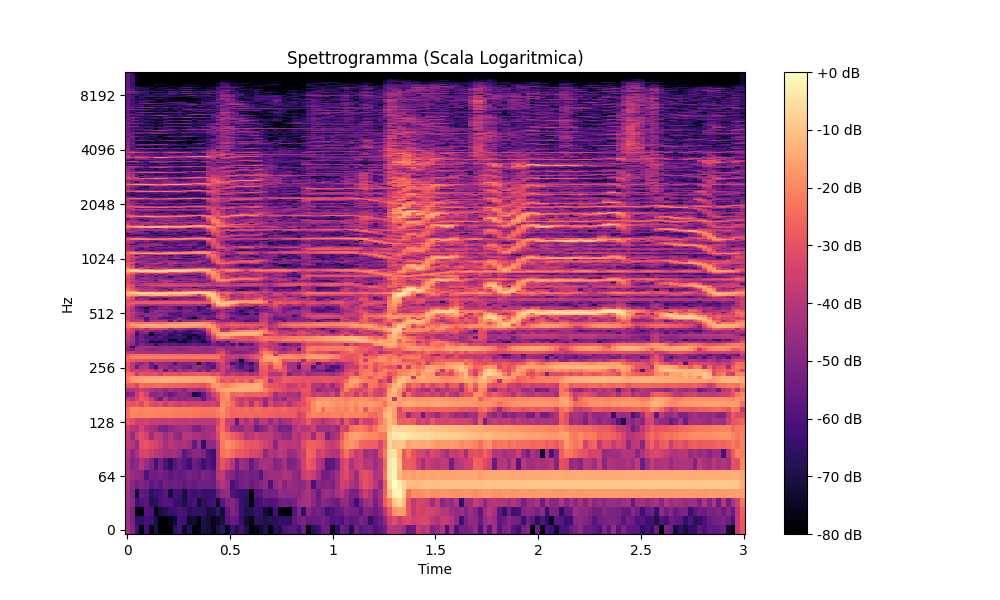 Spettrogramma (Scala Logaritmica)
Hz
8192
4096
2048
1024
512
256
128
64
0
0 0.5 1 1.5 2 2.5 3
Time
+0 dB
-10 dB
-20 dB
-30 dB
-40 dB
-50 dB
-60 dB
-70 dB
-80 dB